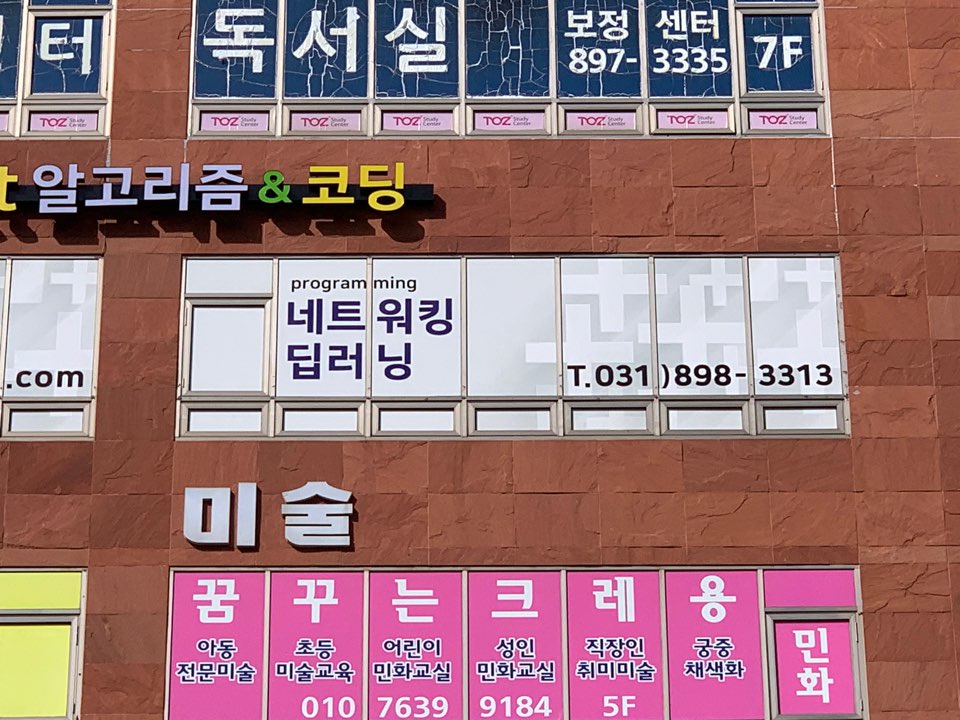 터 독서실 보정 센터
897-3335 7F
TOZ Study Center TOZ Study Center TOZ Study Center TOZ Study Center TOZ Study Center TOZ Study Center TOZ Study Center TOZ Study Center
t 알고리즘 & 코딩
programming
네트워킹
딥러닝
.com T.031)898-3313
미술
꿈꾸는크레용
아동 초등 어린이 성인 직장인 궁중 민화
전문미술 미술교육 민화교실 민화교실 취미미술 채색화
010 7639 9184 5F